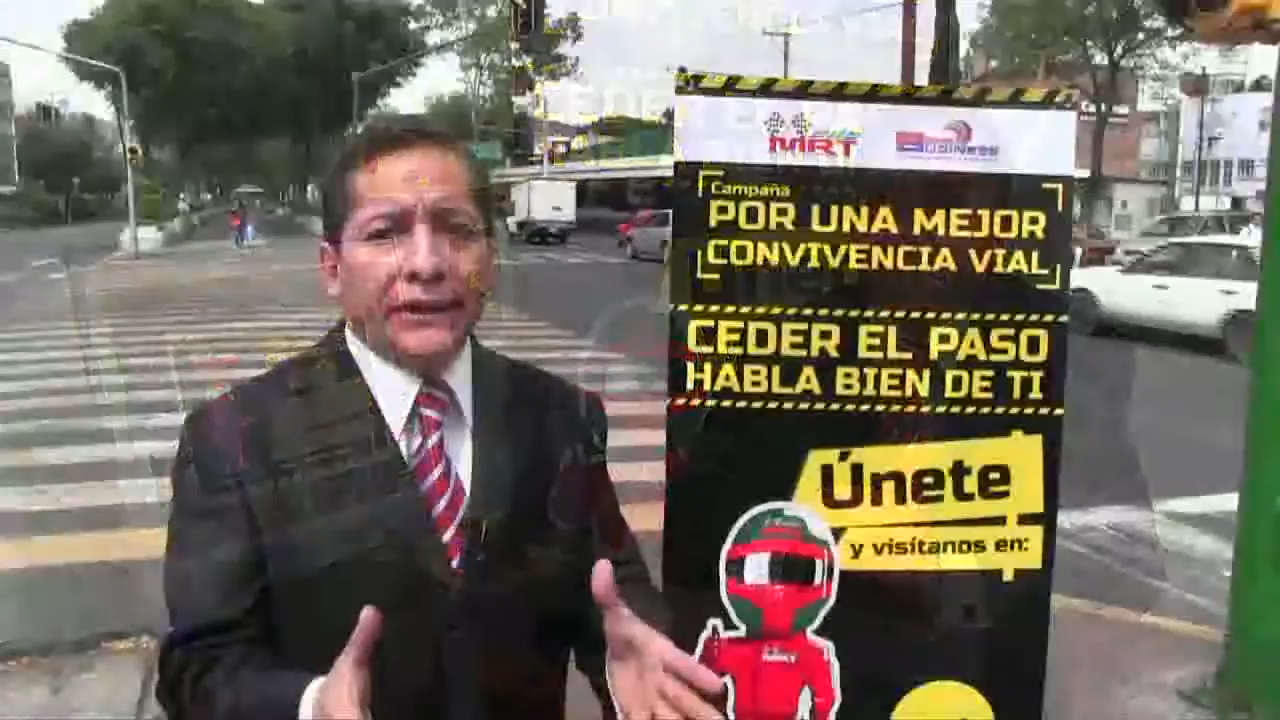 MRT
BUSINESS
Campaña
POR UNA MEJOR
CONVIVENCIA VIAL
CEDER EL PASO
HABLA BIEN DE TI
Únete
y visítanos en: